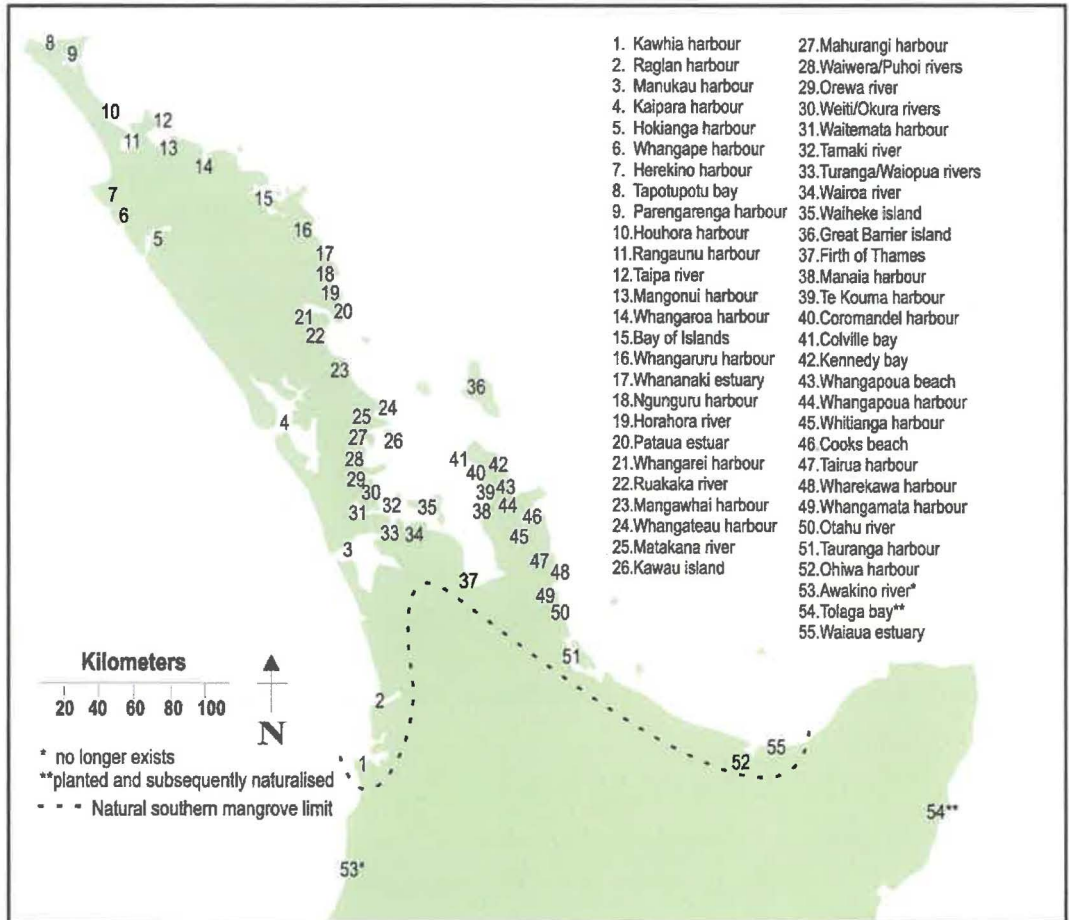 1. Kawhia harbour
2. Raglan harbour
2. Manukau harbour
4. Kaipara harbour
5. Hokianga harbour
6. Whangape harbour
7. Herekino harbour
8. Tapotupotu bay
9. Parengarenga harbour
10. Houhora harbour
11. Rangaunu harbour
12. Taipa river
13. Mangonui harbour
14. Whangaroa harbour
15. Bay of Islands
16. Whangaruru harbour
17. Whananaki estuary
18. Ngunguru harbour
19. Horahora river
20. Pataua estuar
21. Whangarei harbour
22. Ruakaka river
23. Mangawhai harbour
24. Whangateau harbour
25. Matakana river
26. Kawau island
27. Mahurangi harbour
28. Waiwera/Puhoi rivers
29. Orewa river
30. Weiti/Okura rivers
31. Waitemata harbour
32. Tamaki river
33. Turanga/Waiopua rivers
34. Wairoa river
35. Waiheke island
36. Great Barrier island
37. Firth of Thames
38. Manaia harbour
39. Te Kouma harbour
40. Coromandel harbour
41. Colville bay
42. Kennedy bay
43. Whangapoua beach
44. Whangapoua harbour
45. Whitianga harbour
46. Cooks beach
47. Tairua harbour
48. Wharekawa harbour
49. Whangamata harbour
50. Otahu river
51. Tauranga harbour
52. Ohiwa harbour
53. Awakino river*
54. Tolaga bay**
55. Waiaua estuary
8
9
10
12
11
13
14
7
15
6
16
5
17
18
19
20
21
22
23
36
24
4
25
27
26
28
41
42
40
29
30
39
43
32
35
38
44
31
46
33
34
45
3
47
37
48
49
50
51
2
1
55
52
54**
53*
Kilometers
20 40 60 80 100
N
* no longer exists
**planted and subsequently naturalised
Natural southern mangrove limit